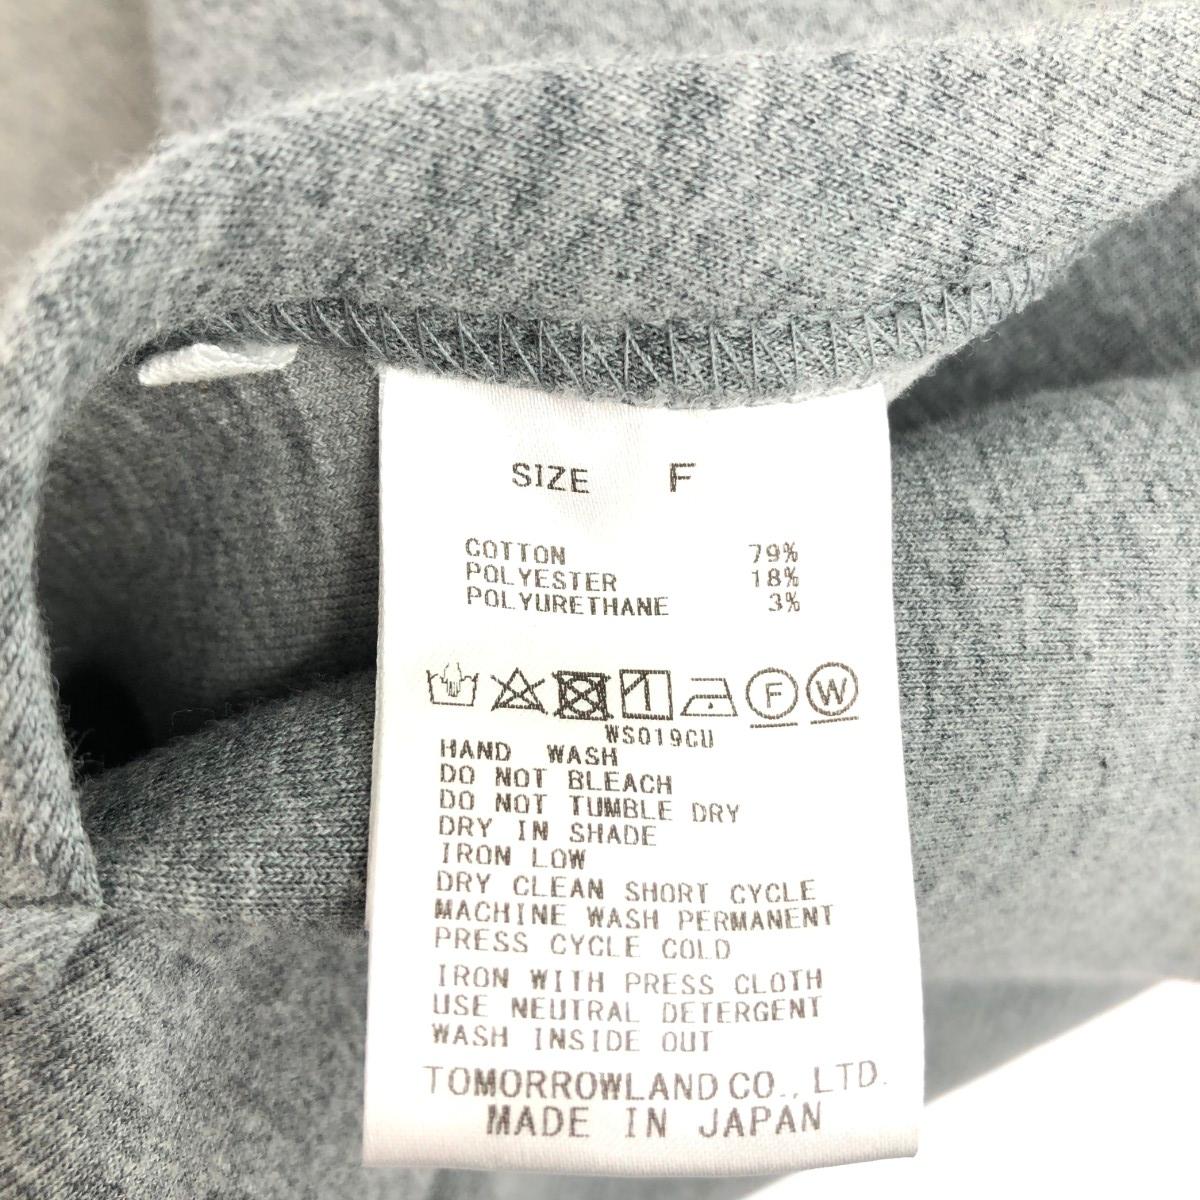 SIZE F
COTTON 79%
POLYESTER 18%
POLYURETHANE 3%
F W
WS019CU
HAND WASH
DO NOT BLEACH
DO NOT TUMBLE DRY
DRY IN SHADE
IRON LOW
DRY CLEAN SHORT CYCLE
MACHINE WASH PERMANENT
PRESS CYCLE COLD
IRON WITH PRESS CLOTH
USE NEUTRAL DETERGENT
WASH INSIDE OUT
TOMORROWLAND CO., LTD.
MADE IN JAPAN